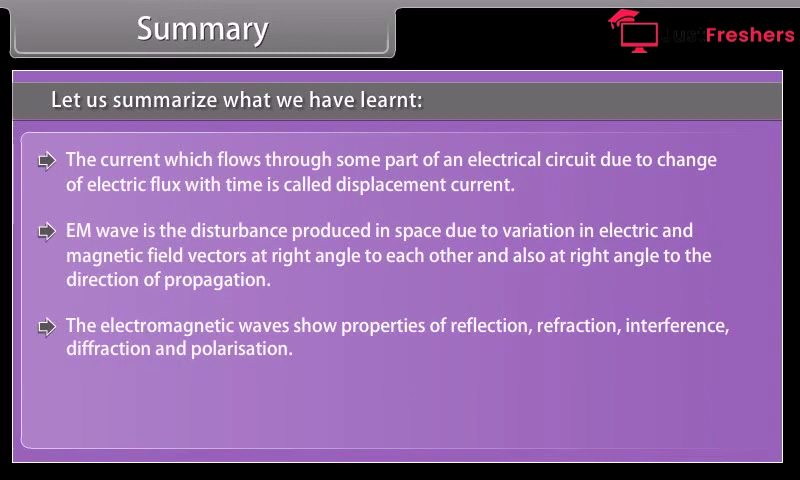 Summary
Just Freshers
Let us summarize what we have learnt:
The current which flows through some part of an electrical circuit due to change
of electric flux with time is called displacement current.
EM wave is the disturbance produced in space due to variation in electric and
magnetic field vectors at right angle to each other and also at right angle to the
direction of propagation.
The electromagnetic waves show properties of reflection, refraction, interference,
diffraction and polarisation.